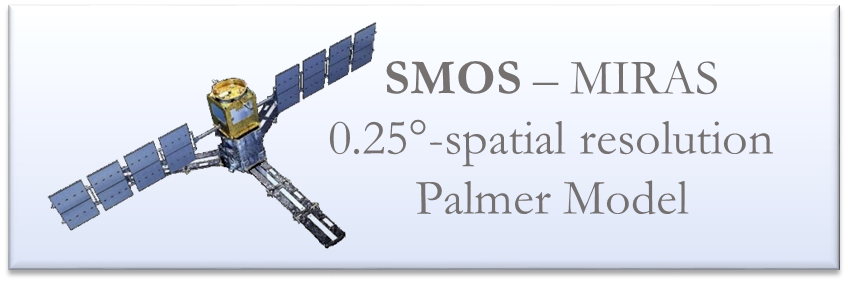 SMOS – MIRAS
0.25°-spatial resolution
Palmer Model